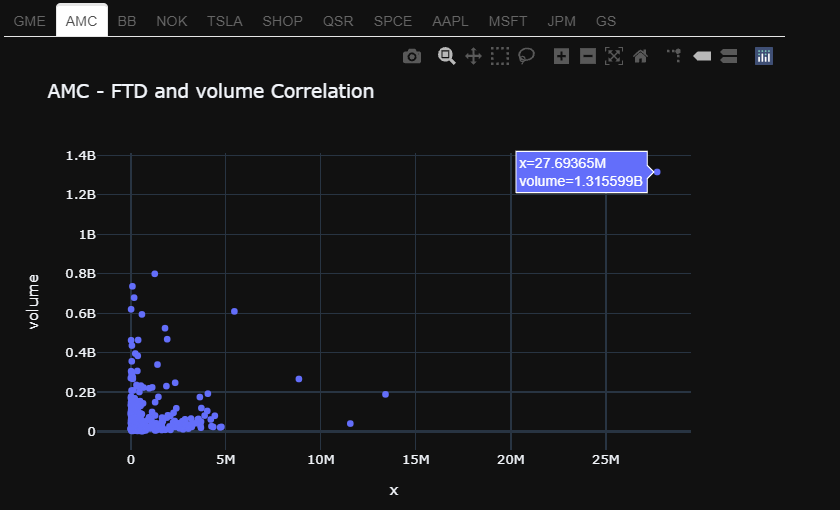 GME AMC BB NOK TSLA SHOP QSR SPCE AAPL MSFT JPM GS
AMC - FTD and volume Correlation
x=27.69365M
volume=1.315599B
1.4B
1.2B
1B
0.8B
0.6B
0.4B
0.2B
0
volume
0 5M 10M 15M 20M 25M
x